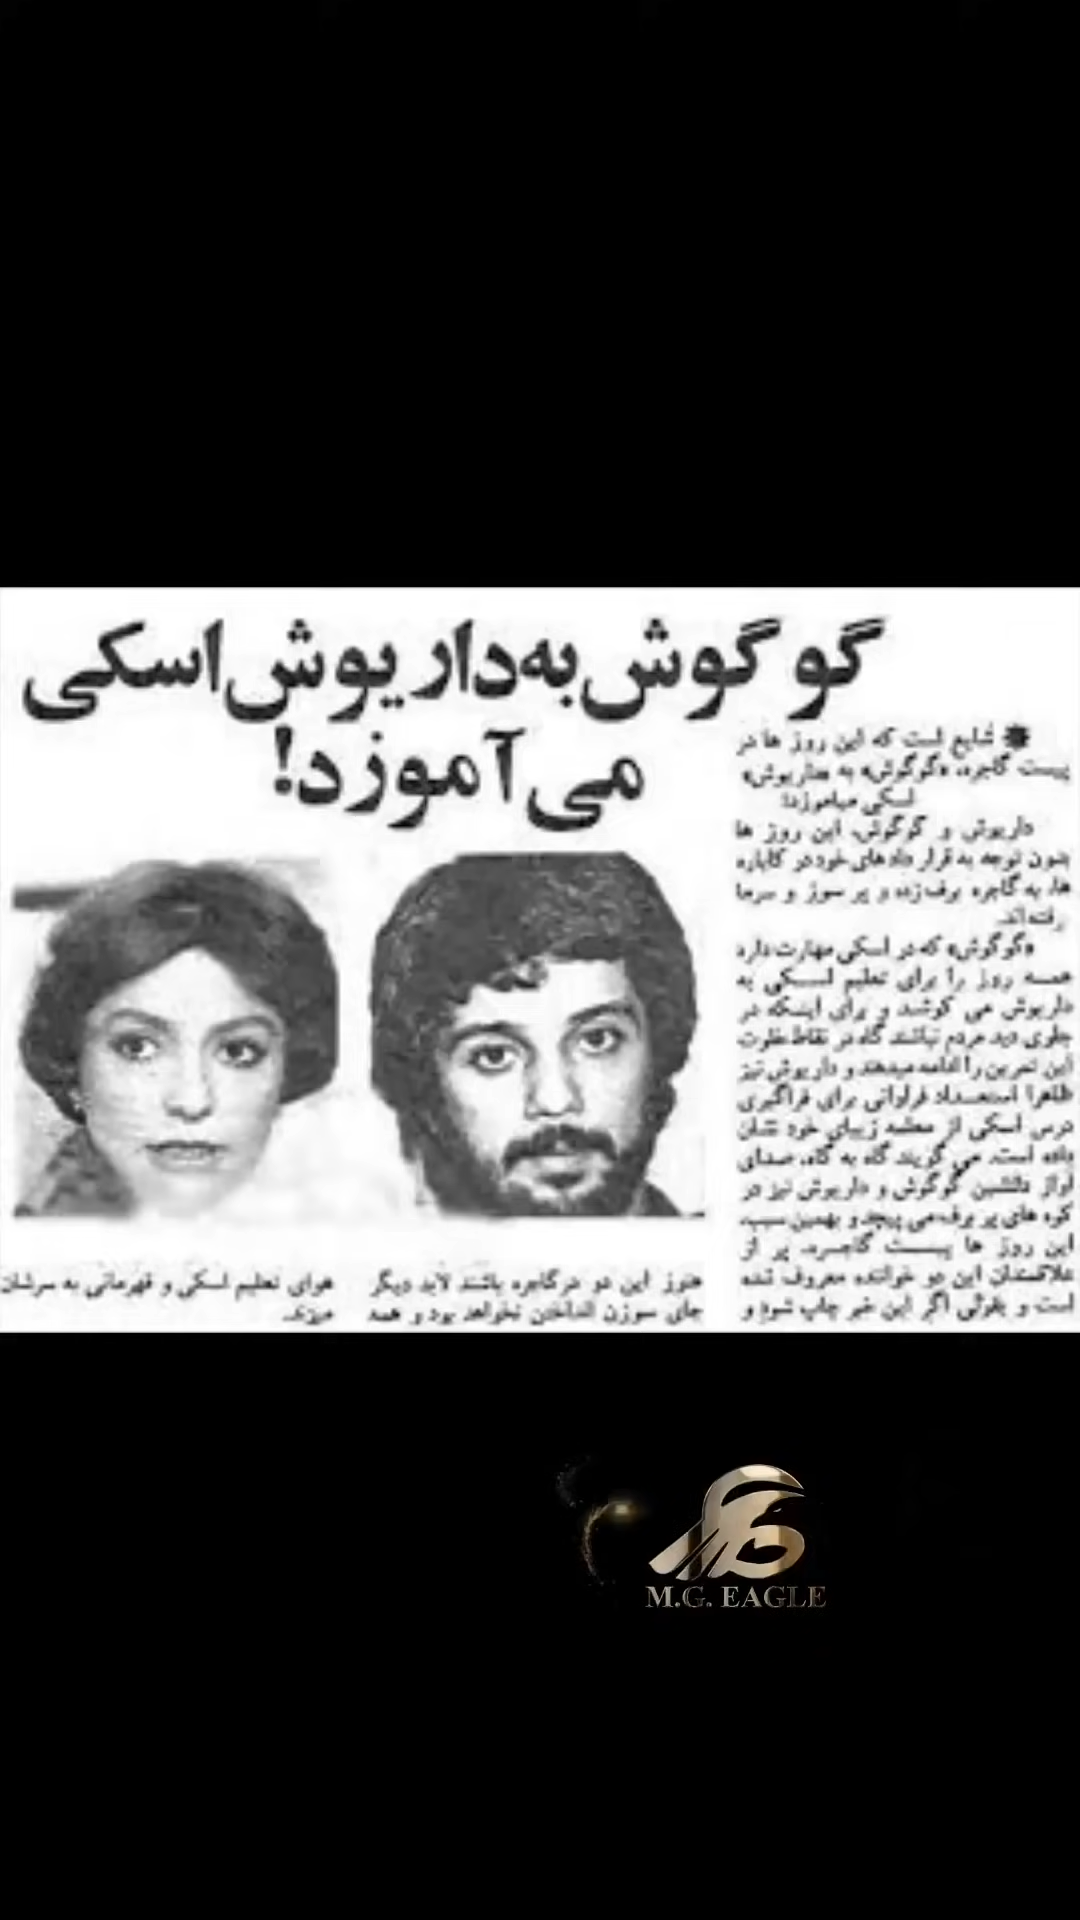 گوگوش به داریوش اسکی
می آموزد!
شایع است که این روز ها در
پیست گاجره، «گوگوش» به «داریوش»
اسکی میاموزد!
داریوش و گوگوش، این روز ها
بدون توجه به قرار دادهای خود در کاباره
ها، به گاجره برف زده و پر سوز و سرما
رفته‌اند.
«گوگوش» که در اسکی مهارت دارد
همه روز را برای تعلیم اسکی به
داریوش می کوشد و برای اینکه در
جلوی دید مردم نباشند گاه در نقاط خلوت
این تمرین را ادامه میدهند و داریوش نیز
ظاهرا استعداد فراوانی برای فراگیری
درس اسکی از معلمه زیبای خود نشان
داده است. می گویند گاه به گاه، صدای
آواز دلنشین گوگوش و داریوش نیز در
کوه های پر برف می پیچد و بهمین سبب،
این روز ها پیست گاجره، پر از
علاقمندان این دو خواننده معروف شده
است و بقولی اگر این خبر چاپ شود و
هنوز این دو در گاجره باشند لابد دیگر
جای سوزن انداختن نخواهد بود و همه
هوای تعلیم اسکی و قهرمانی به سرشان
میزند.
M.G. EAGLE